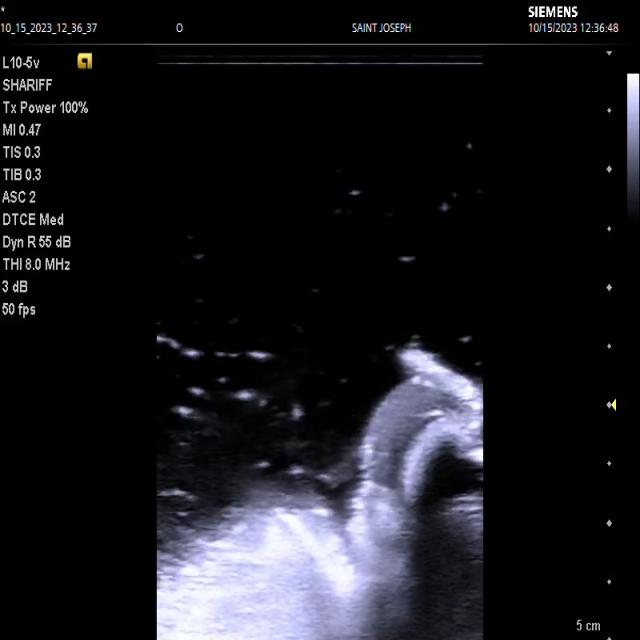 *
SIEMENS
10_15_2023_12_36_37 O SAINT JOSEPH 10/15/2023 12:36:48
L10-5v
SHARIFF
Tx Power 100%
MI 0.47
TIS 0.3
TIB 0.3
ASC 2
DTCE Med
Dyn R 55 dB
THI 8.0 MHz
3 dB
50 fps
5 cm